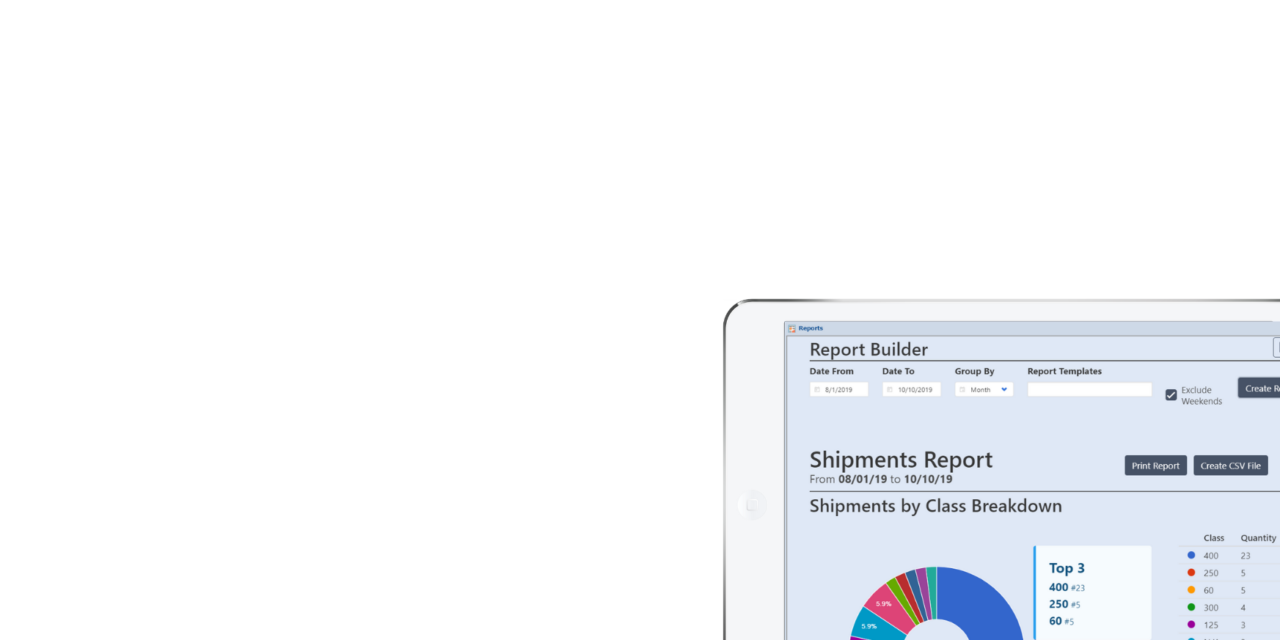 Reports
Report Builder
Date From Date To Group By Report Templates
8/1/2019 10/10/2019 Month
Exclude
Weekends
Create
Shipments Report
From 08/01/19 to 10/10/19
Print Report Create CSV File
Shipments by Class Breakdown
Class Quantity
400 23
250 5
60 5
300 4
125 3
Top 3
400 #23
250 #5
60 #5
5.9%
5.9%